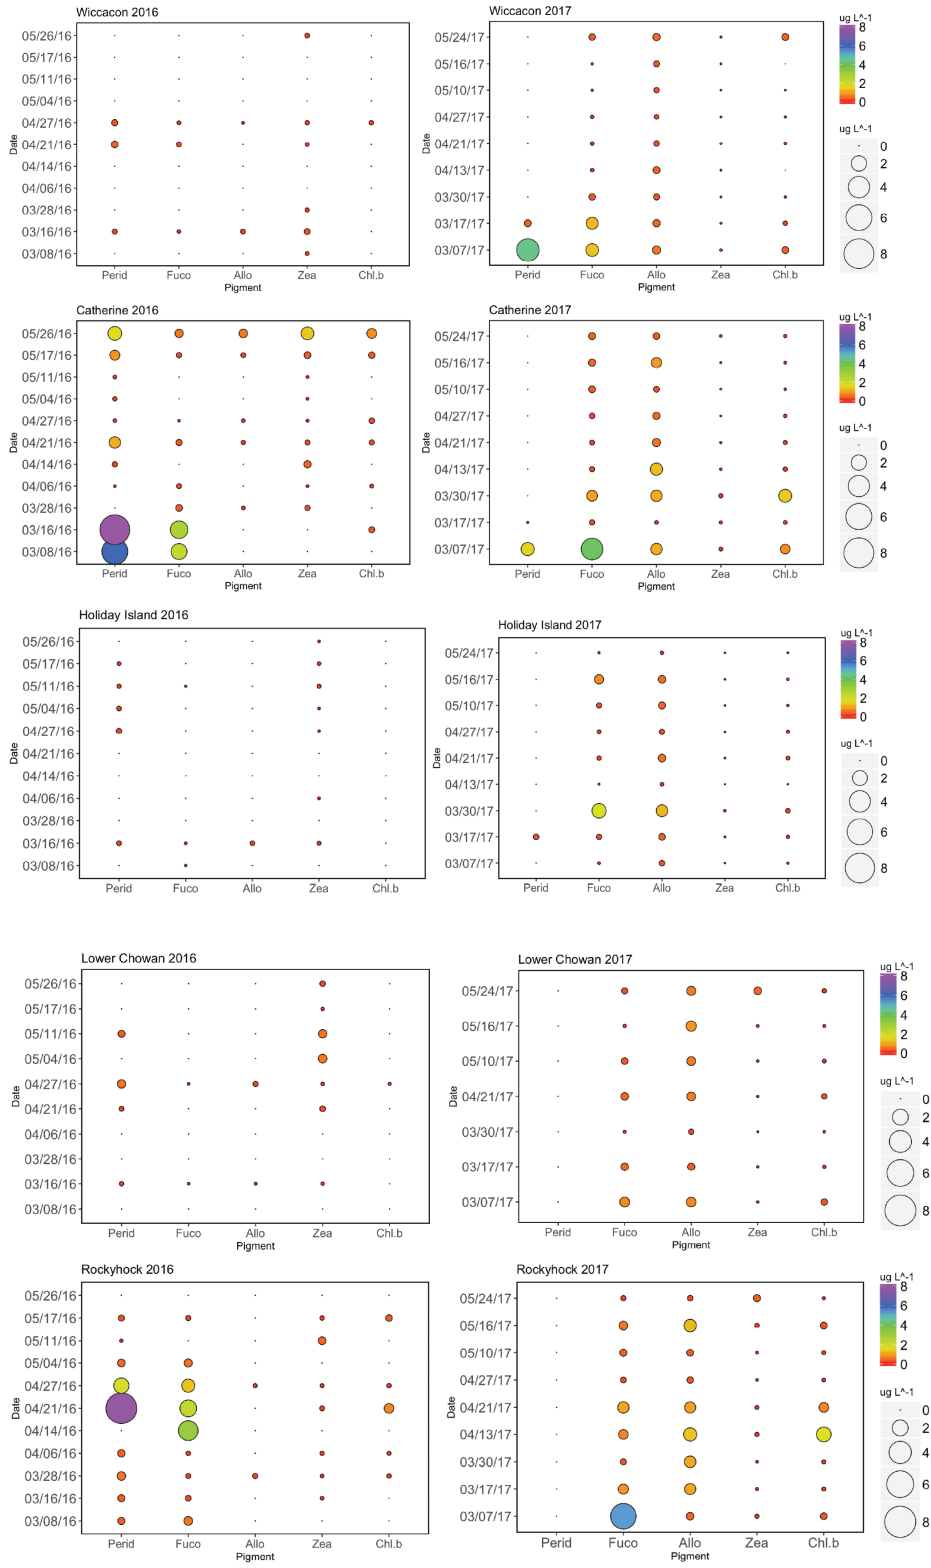 Wiccacon 2016
05/26/16
05/17/16
05/11/16
05/04/16
04/27/16
04/21/16
04/14/16
04/06/16
03/28/16
03/16/16
03/08/16
Date
Perid Fuco Allo Zea Chl.b
Pigment
Wiccacon 2017
05/24/17
05/16/17
05/10/17
04/27/17
04/21/17
04/13/17
03/30/17
03/17/17
03/07/17
Date
Perid Fuco Allo Zea Chl.b
Pigment
ug L^-1
8
6
4
2
0
ug L^-1
0
2
4
6
8
Catherine 2016
05/26/16
05/17/16
05/11/16
05/04/16
04/27/16
04/21/16
04/14/16
04/06/16
03/28/16
03/16/16
03/08/16
Date
Perid Fuco Allo Zea Chl.b
Pigment
Catherine 2017
05/24/17
05/16/17
05/10/17
04/27/17
04/21/17
04/13/17
03/30/17
03/17/17
03/07/17
Date
Perid Fuco Allo Zea Chl.b
Pigment
ug L^-1
8
6
4
2
0
ug L^-1
0
2
4
6
8
Holiday Island 2016
05/26/16
05/17/16
05/11/16
05/04/16
04/27/16
04/21/16
04/14/16
04/06/16
03/28/16
03/16/16
03/08/16
Date
Perid Fuco Allo Zea Chl.b
Pigment
Holiday Island 2017
05/24/17
05/16/17
05/10/17
04/27/17
04/21/17
04/13/17
03/30/17
03/17/17
03/07/17
Date
Perid Fuco Allo Zea Chl.b
Pigment
ug L^-1
8
6
4
2
0
ug L^-1
0
2
4
6
8
Lower Chowan 2016
05/26/16
05/17/16
05/11/16
05/04/16
04/27/16
04/21/16
04/06/16
03/28/16
03/16/16
03/08/16
Date
Perid Fuco Allo Zea Chl.b
Pigment
Lower Chowan 2017
05/24/17
05/16/17
05/10/17
04/21/17
03/30/17
03/17/17
03/07/17
Date
Perid Fuco Allo Zea Chl.b
Pigment
ug L^-1
8
6
4
2
0
ug L^-1
0
2
4
6
8
Rockyhock 2016
05/26/16
05/17/16
05/11/16
05/04/16
04/27/16
04/21/16
04/14/16
04/06/16
03/28/16
03/16/16
03/08/16
Date
Perid Fuco Allo Zea Chl.b
Pigment
Rockyhock 2017
05/24/17
05/16/17
05/10/17
04/27/17
04/21/17
04/13/17
03/30/17
03/17/17
03/07/17
Date
Perid Fuco Allo Zea Chl.b
Pigment
ug L^-1
8
6
4
2
0
ug L^-1
0
2
4
6
8